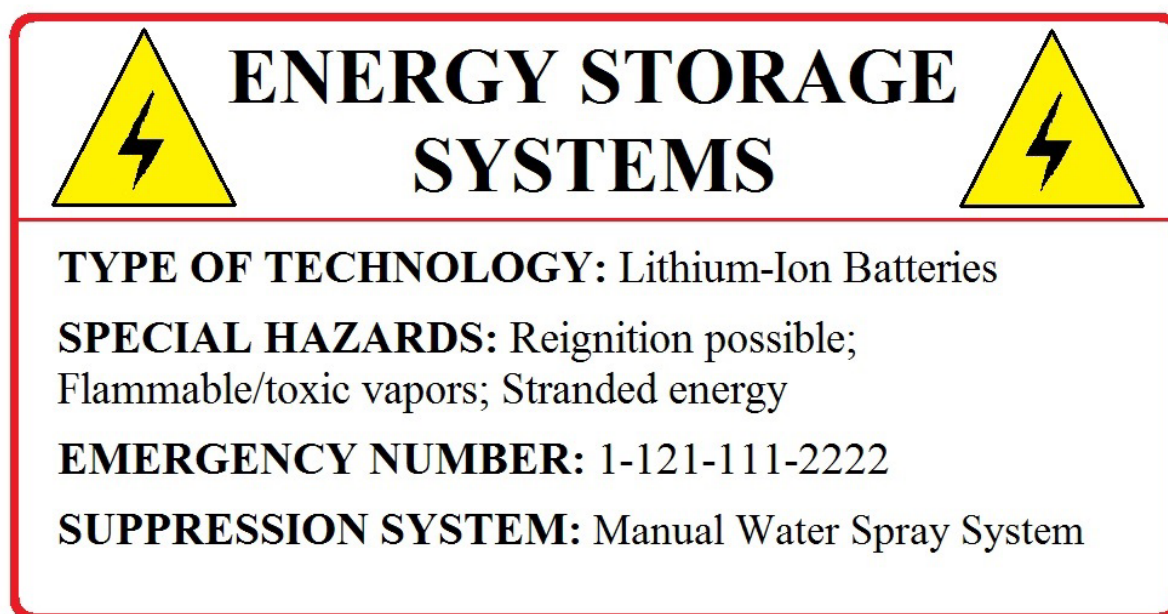 ENERGY STORAGE
SYSTEMS
TYPE OF TECHNOLOGY: Lithium-Ion Batteries
SPECIAL HAZARDS: Reignition possible;
Flammable/toxic vapors; Stranded energy
EMERGENCY NUMBER: 1-121-111-2222
SUPPRESSION SYSTEM: Manual Water Spray System